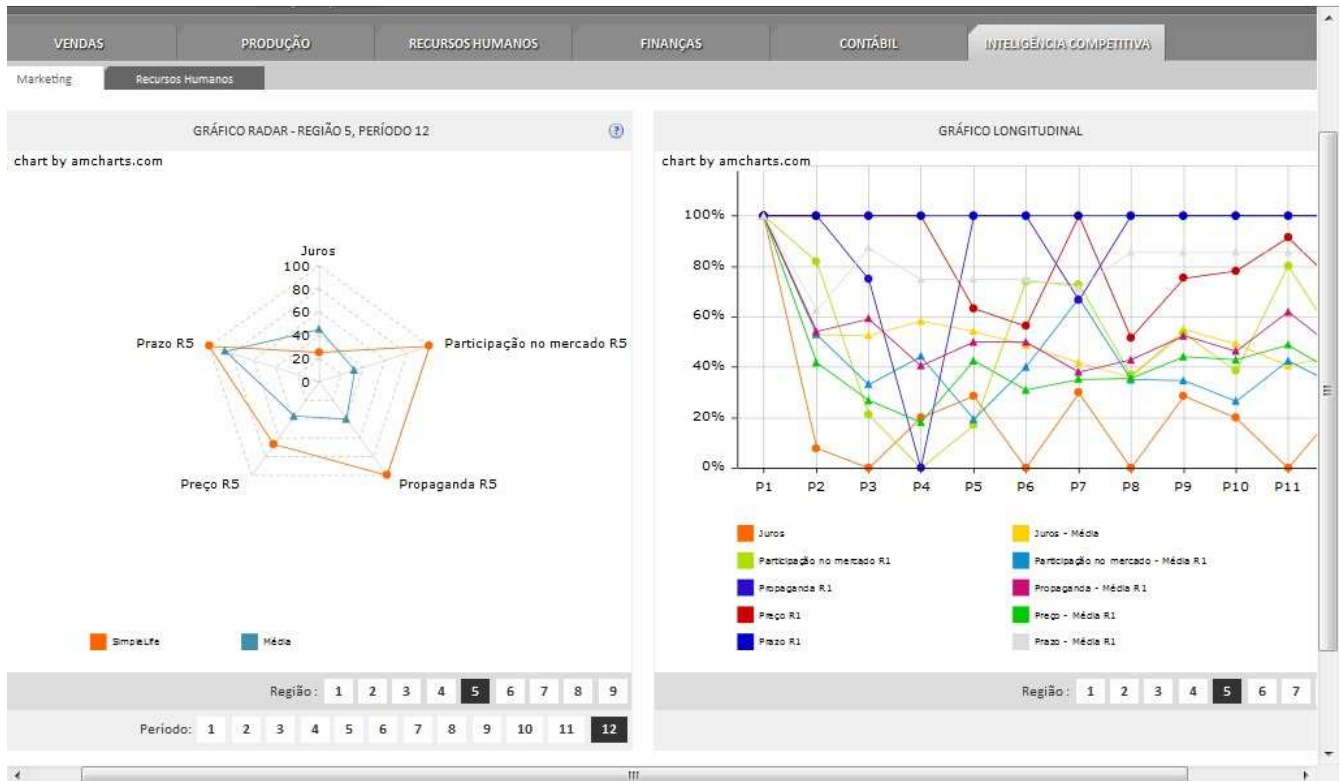 VENDAS PRODUÇÃO RECURSOS HUMANOS FINANÇAS CONTÁBIL INTELIGÊNCIA COMPETITIVA
Marketing Recursos Humanos
GRÁFICO RADAR - REGIÃO 5, PERÍODO 12 ?
chart by amcharts.com
Juros
100
80
60
40
20
0
Prazo R5
Participação no mercado R5
Preço R5
Propaganda R5
SimpleLife Média
Região: 1 2 3 4 5 6 7 8 9
Período: 1 2 3 4 5 6 7 8 9 10 11 12
GRÁFICO LONGITUDINAL
chart by amcharts.com
100%
80%
60%
40%
20%
0%
P1 P2 P3 P4 P5 P6 P7 P8 P9 P10 P11
Juros Juros - Média
Participação no mercado R1 Participação no mercado - Média R1
Propaganda R1 Propaganda - Média R1
Preço R1 Preço - Média R1
Prazo R1 Prazo - Média R1
Região: 1 2 3 4 5 6 7